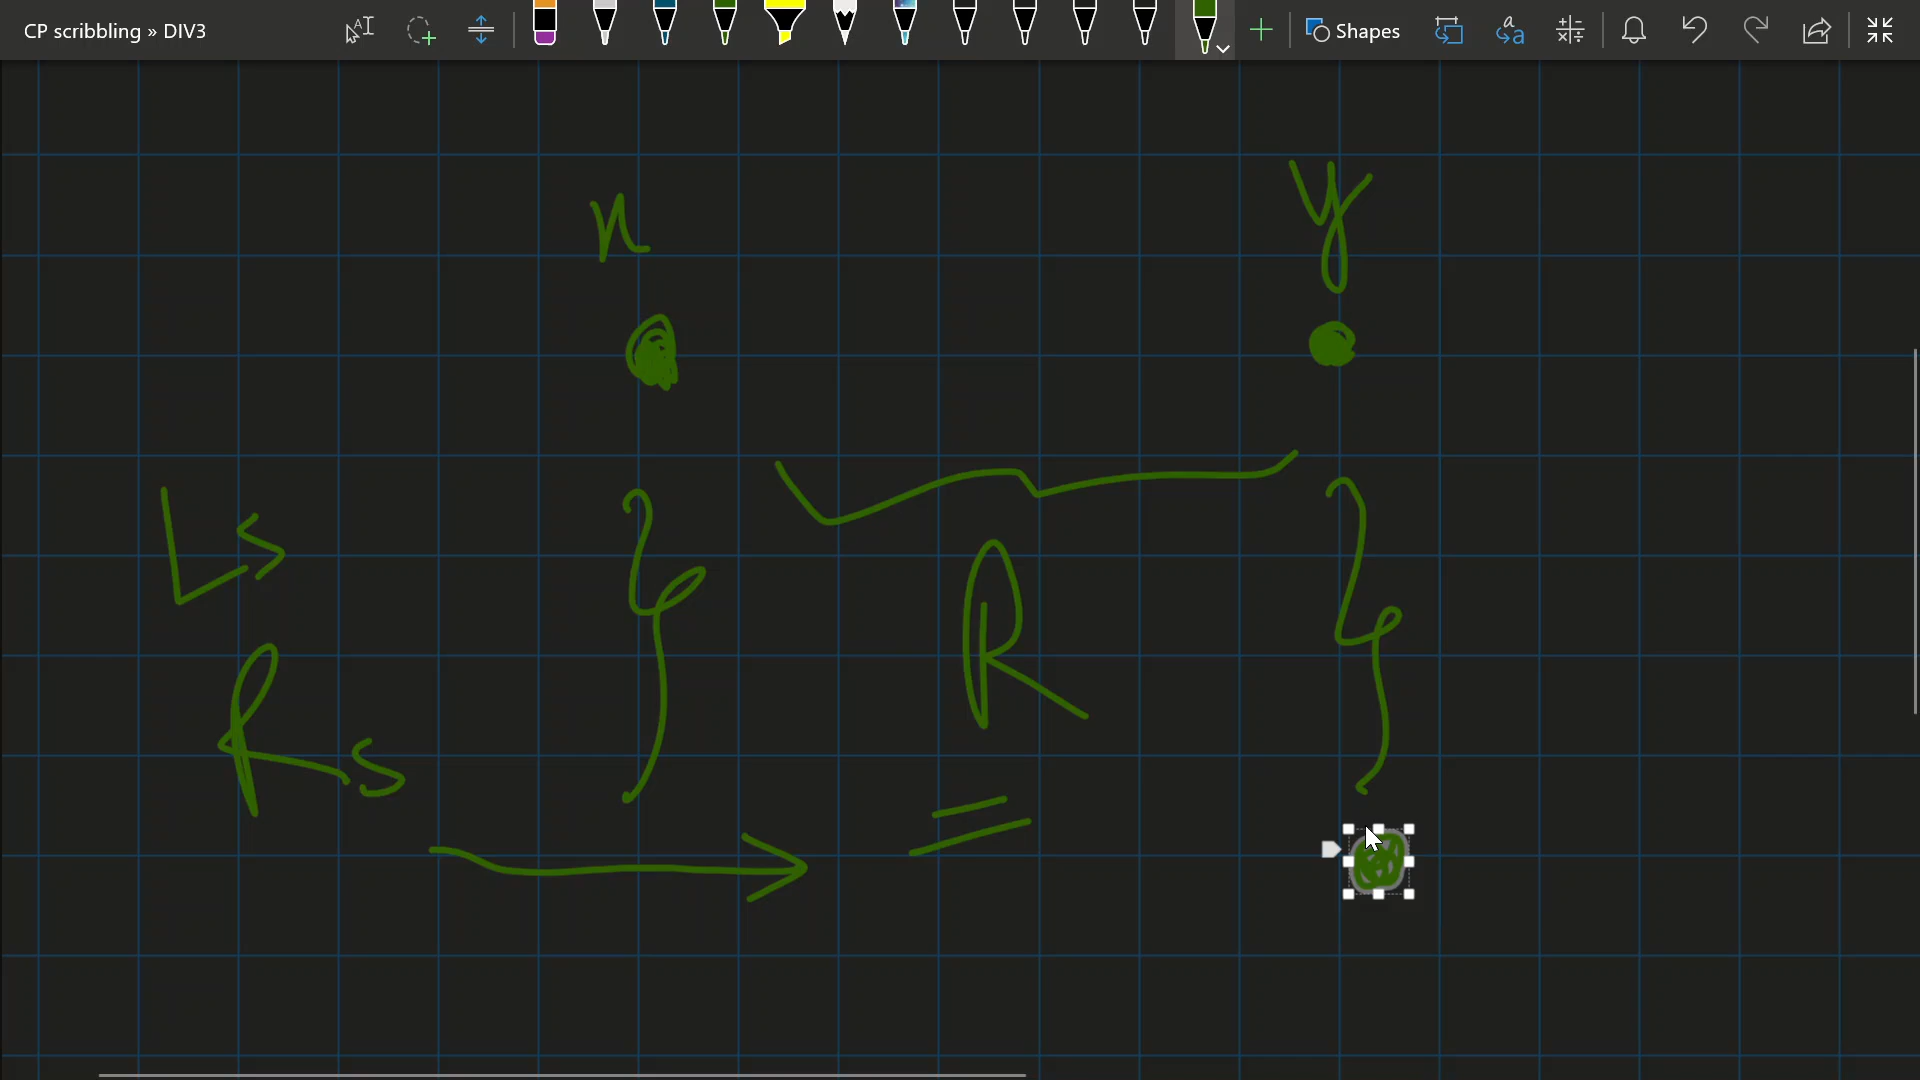 CP scribbling » DIV3
Shapes
x
y
Ls
R
Rs